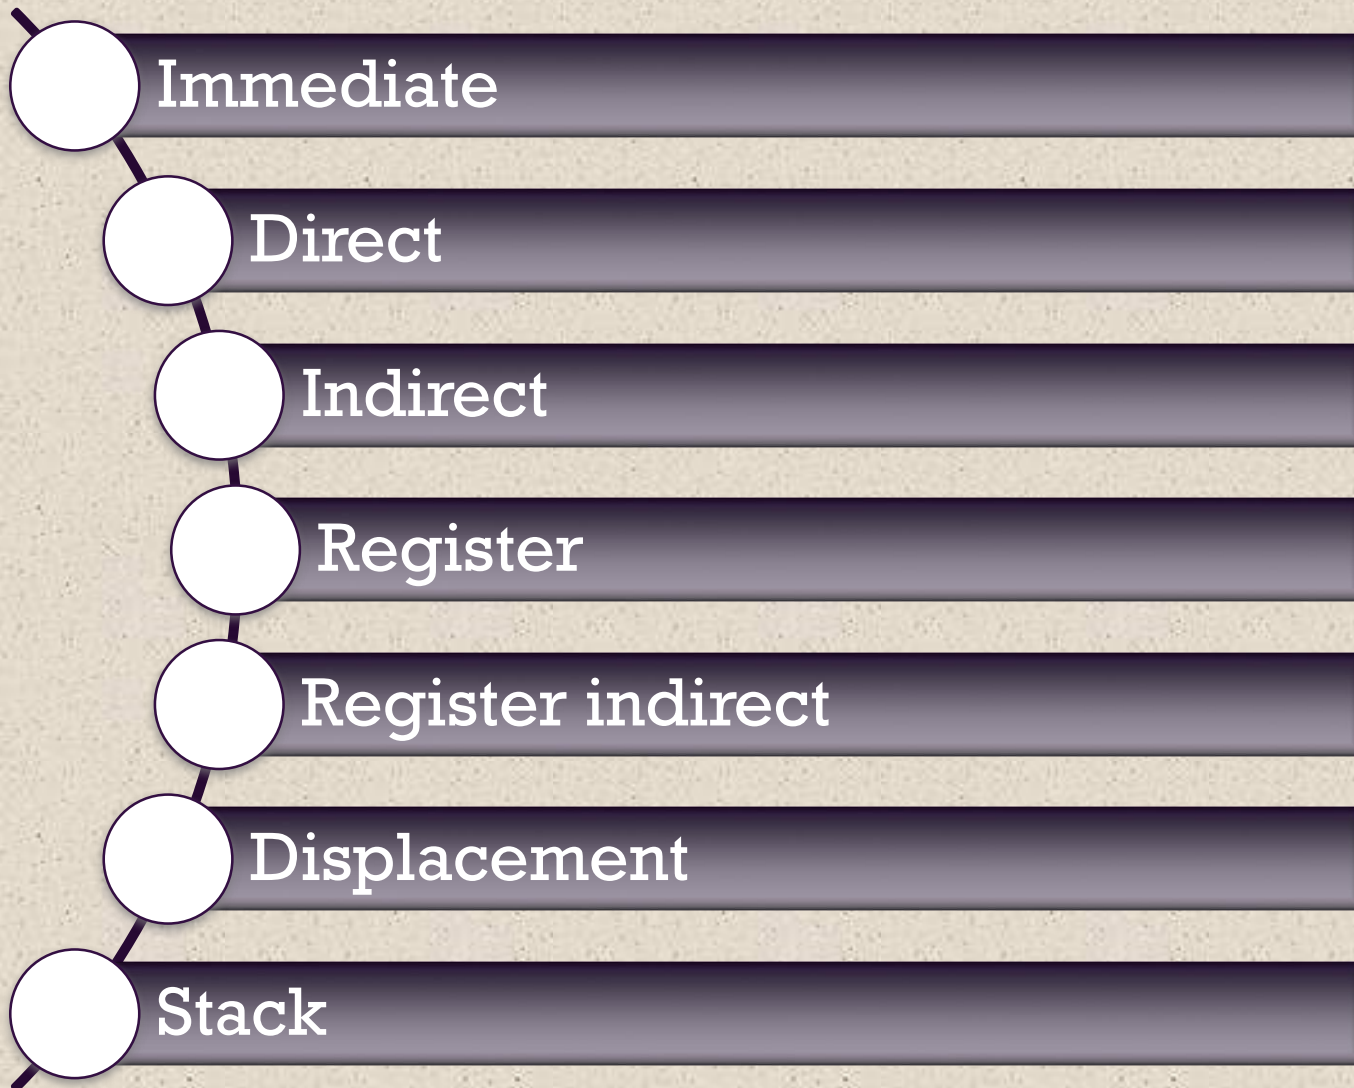 Immediate
Direct
Indirect
Register
Register indirect
Displacement
Stack